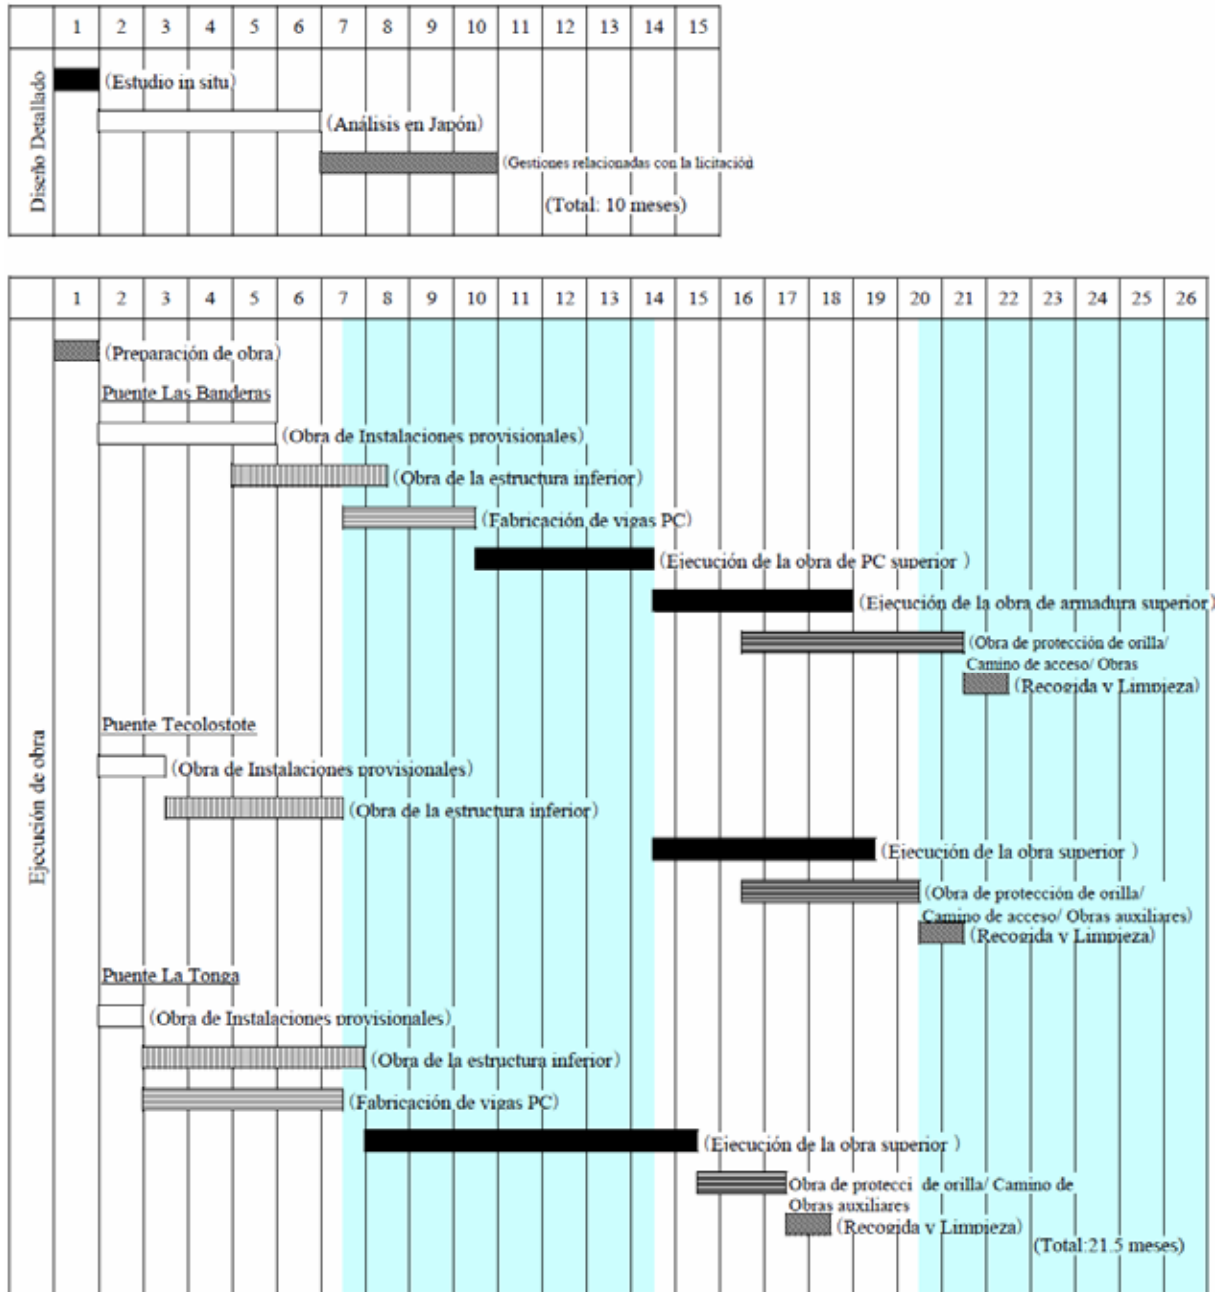 1 2 3 4 5 6 7 8 9 10 11 12 13 14 15
Diseño Detallado
(Estudio in situ)
(Análisis en Japón)
(Gestiones relacionadas con la licitación)
(Total: 10 meses)
1 2 3 4 5 6 7 8 9 10 11 12 13 14 15 16 17 18 19 20 21 22 23 24 25 26
Ejecución de obra
(Preparación de obra)
Puente Las Banderas
(Obra de Instalaciones provisionales)
(Obra de la estructura inferior)
(Fabricación de vigas PC)
(Ejecución de la obra de PC superior )
(Ejecución de la obra de armadura superior)
(Obra de protección de orilla/
Camino de acceso/ Obras
(Recogida y Limpieza)
Puente Tecolostote
(Obra de Instalaciones provisionales)
(Obra de la estructura inferior)
(Ejecución de la obra superior )
(Obra de protección de orilla/
Camino de acceso/ Obras auxiliares)
(Recogida y Limpieza)
Puente La Tonga
(Obra de Instalaciones provisionales)
(Obra de la estructura inferior)
(Fabricación de vigas PC)
(Ejecución de la obra superior )
Obra de protecci de orilla/ Camino de
Obras auxiliares
(Recogida y Limpieza)
(Total:21.5 meses)